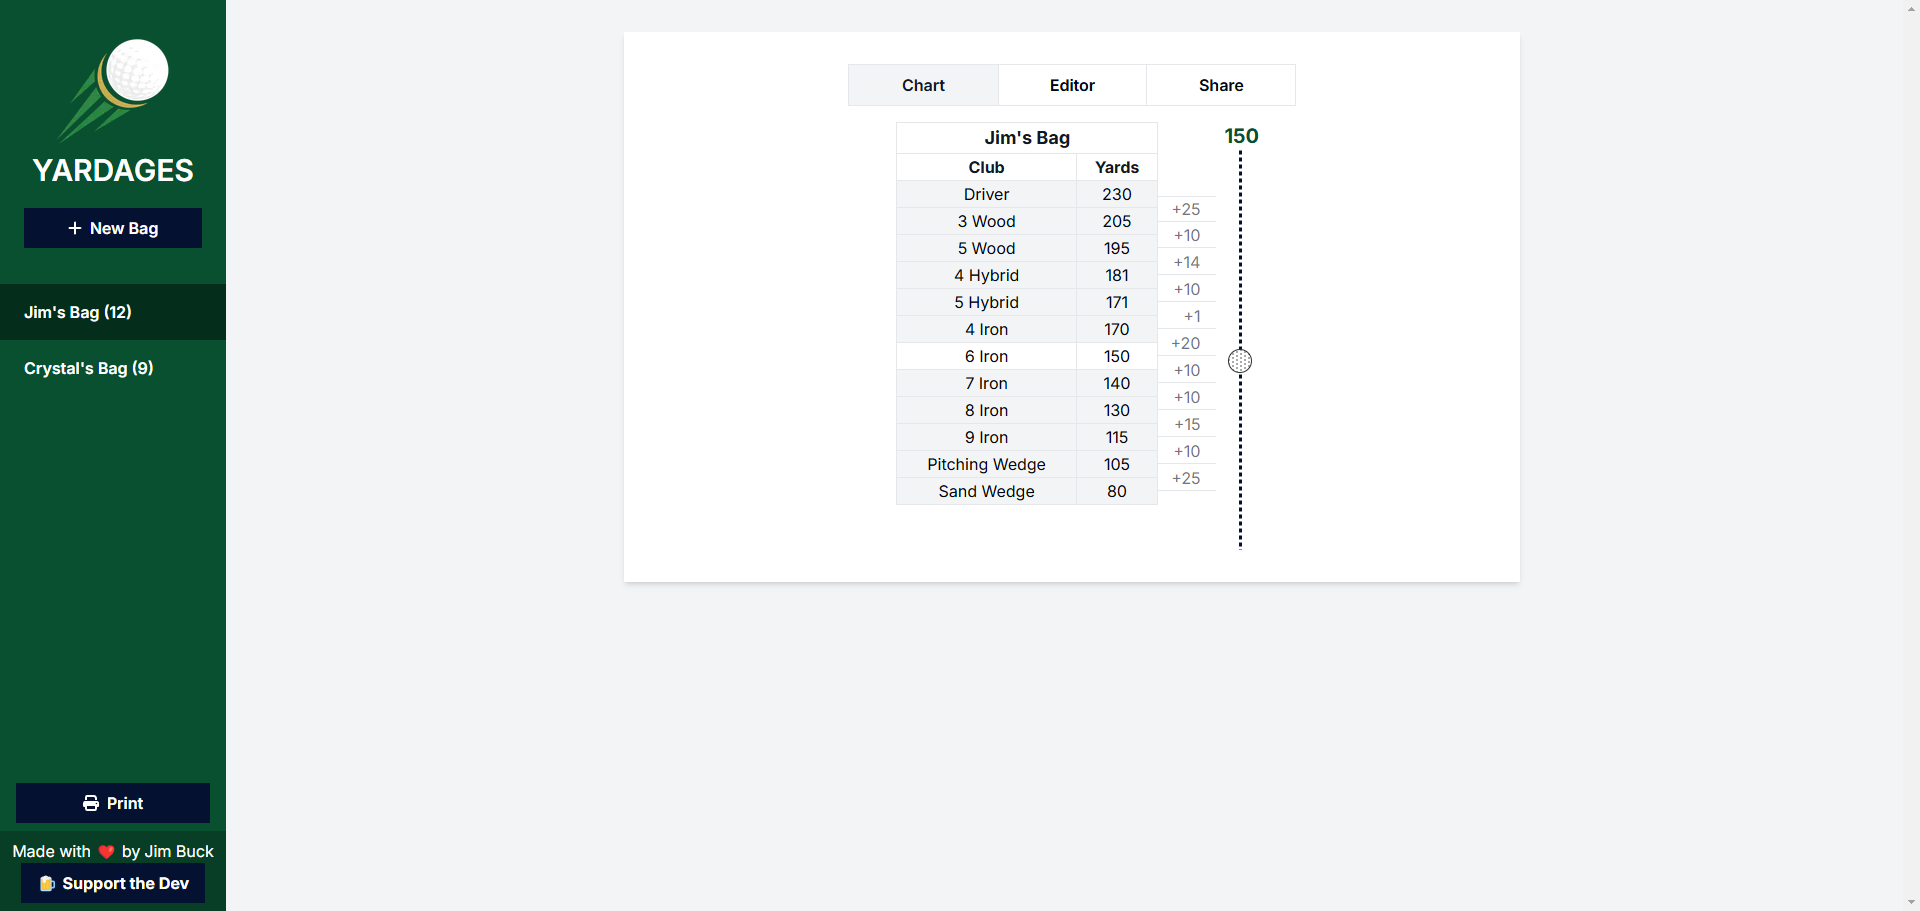 YARDAGES
New Bag
Jim's Bag (12)
Crystal's Bag (9)
Print
Made with ❤️ by Jim Buck
🍺 Support the Dev
Chart Editor Share
Jim's Bag
150
Club Yards
Driver 230
+25
3 Wood 205
+10
5 Wood 195
+14
4 Hybrid 181
+10
5 Hybrid 171
+1
4 Iron 170
+20
6 Iron 150
+10
7 Iron 140
+10
8 Iron 130
+15
9 Iron 115
+10
Pitching Wedge 105
+25
Sand Wedge 80